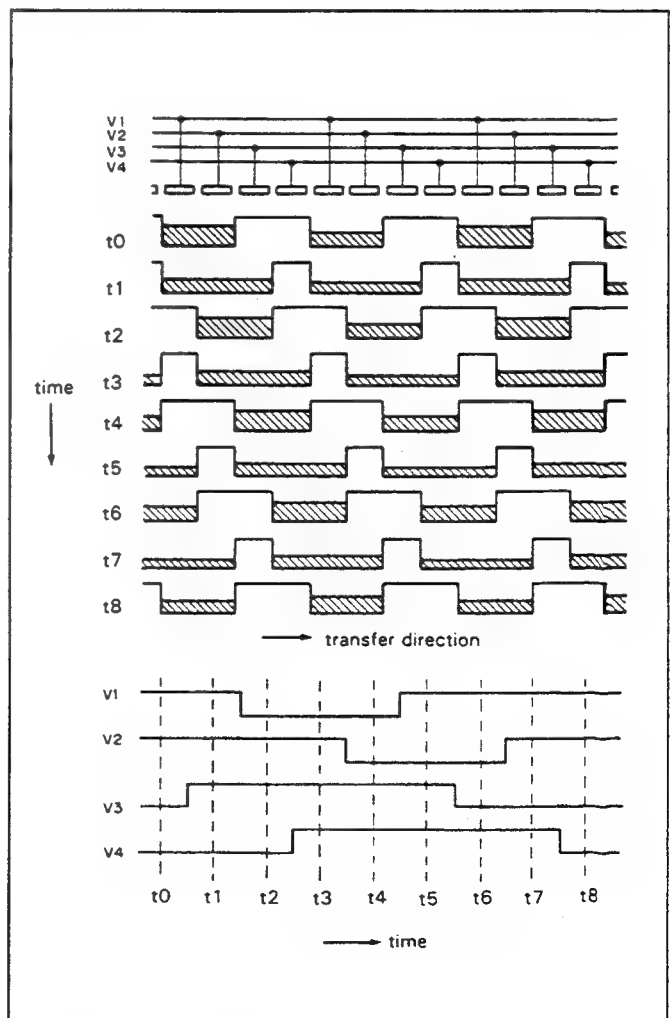 V1
V2
V3
V4
t0
t1
t2
t3
t4
t5
t6
t7
t8
time
transfer direction
V1
V2
V3
V4
t0 t1 t2 t3 t4 t5 t6 t7 t8
time